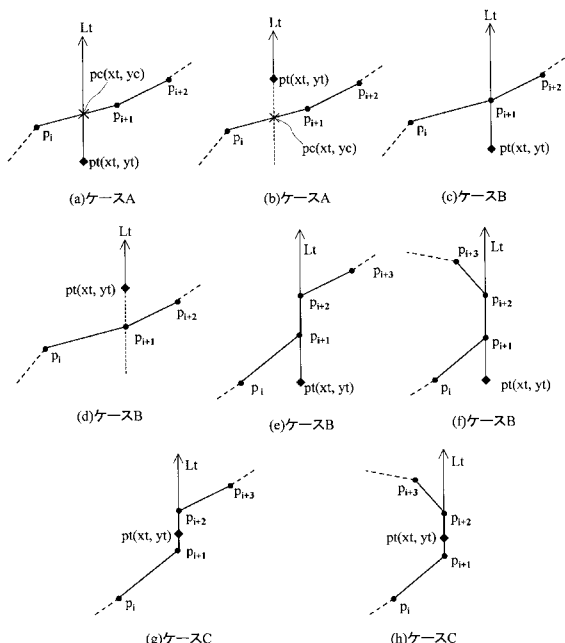 Lt
pc(xt, yc)
pi+2
pi+1
pi
pt(xt, yt)
(a)ケースA
Lt
pt(xt, yt)
pi+2
pi+1
pi
pc(xt, yc)
(b)ケースA
Lt
pi+2
pi+1
pi
pt(xt, yt)
(c)ケースB
Lt
pt(xt, yt)
pi+2
pi+1
pi
(d)ケースB
Lt
pi+3
pi+2
pi+1
pi
pt(xt, yt)
(e)ケースB
Lt
pi+3
pi+2
pi+1
pi
pt(xt, yt)
(f)ケースB
Lt
pi+3
pi+2
pt(xt, yt)
pi+1
pi
(g)ケースC
Lt
pi+3
pi+2
pt(xt, yt)
pi+1
pi
(h)ケースC